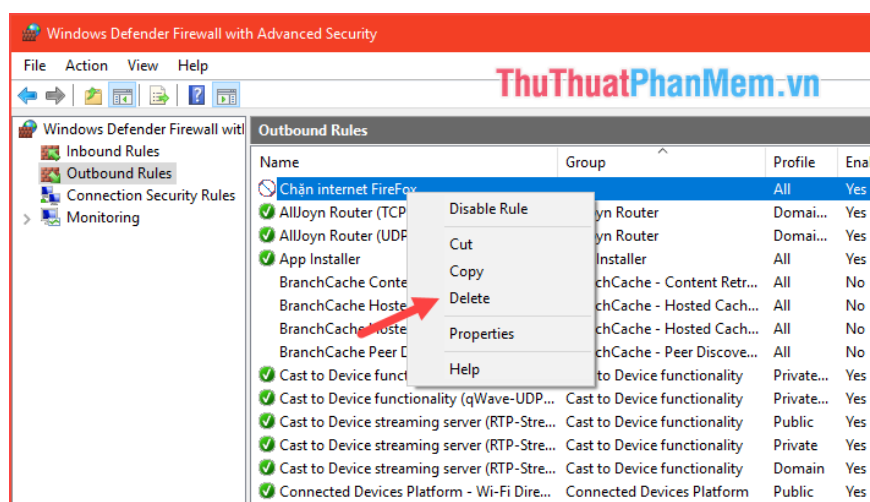 Windows Defender Firewall with Advanced Security
File Action View Help
ThuThuatPhanMem.vn
Windows Defender Firewall witl
Inbound Rules
Outbound Rules
Connection Security Rules
Monitoring
Outbound Rules
Name Group Profile Ena
Chặn internet FireFox All Yes
AllJoyn Router (TCP yn Router Domai... Yes
AllJoyn Router (UDP yn Router Domai... Yes
App Installer Installer All Yes
BranchCache Conte chCache - Content Retr... All No
BranchCache Hoste chCache - Hosted Cach... All No
BranchCache Hoste chCache - Hosted Cach... All No
BranchCache Peer D chCache - Peer Discove... All No
Cast to Device funct to Device functionality Private... Yes
Cast to Device functionality (qWave-UDP... Cast to Device functionality Private... Yes
Cast to Device streaming server (RTP-Stre... Cast to Device functionality Public Yes
Cast to Device streaming server (RTP-Stre... Cast to Device functionality Private Yes
Cast to Device streaming server (RTP-Stre... Cast to Device functionality Domain Yes
Connected Devices Platform - Wi-Fi Dire... Connected Devices Platform Public Yes
Disable Rule
Cut
Copy
Delete
Properties
Help